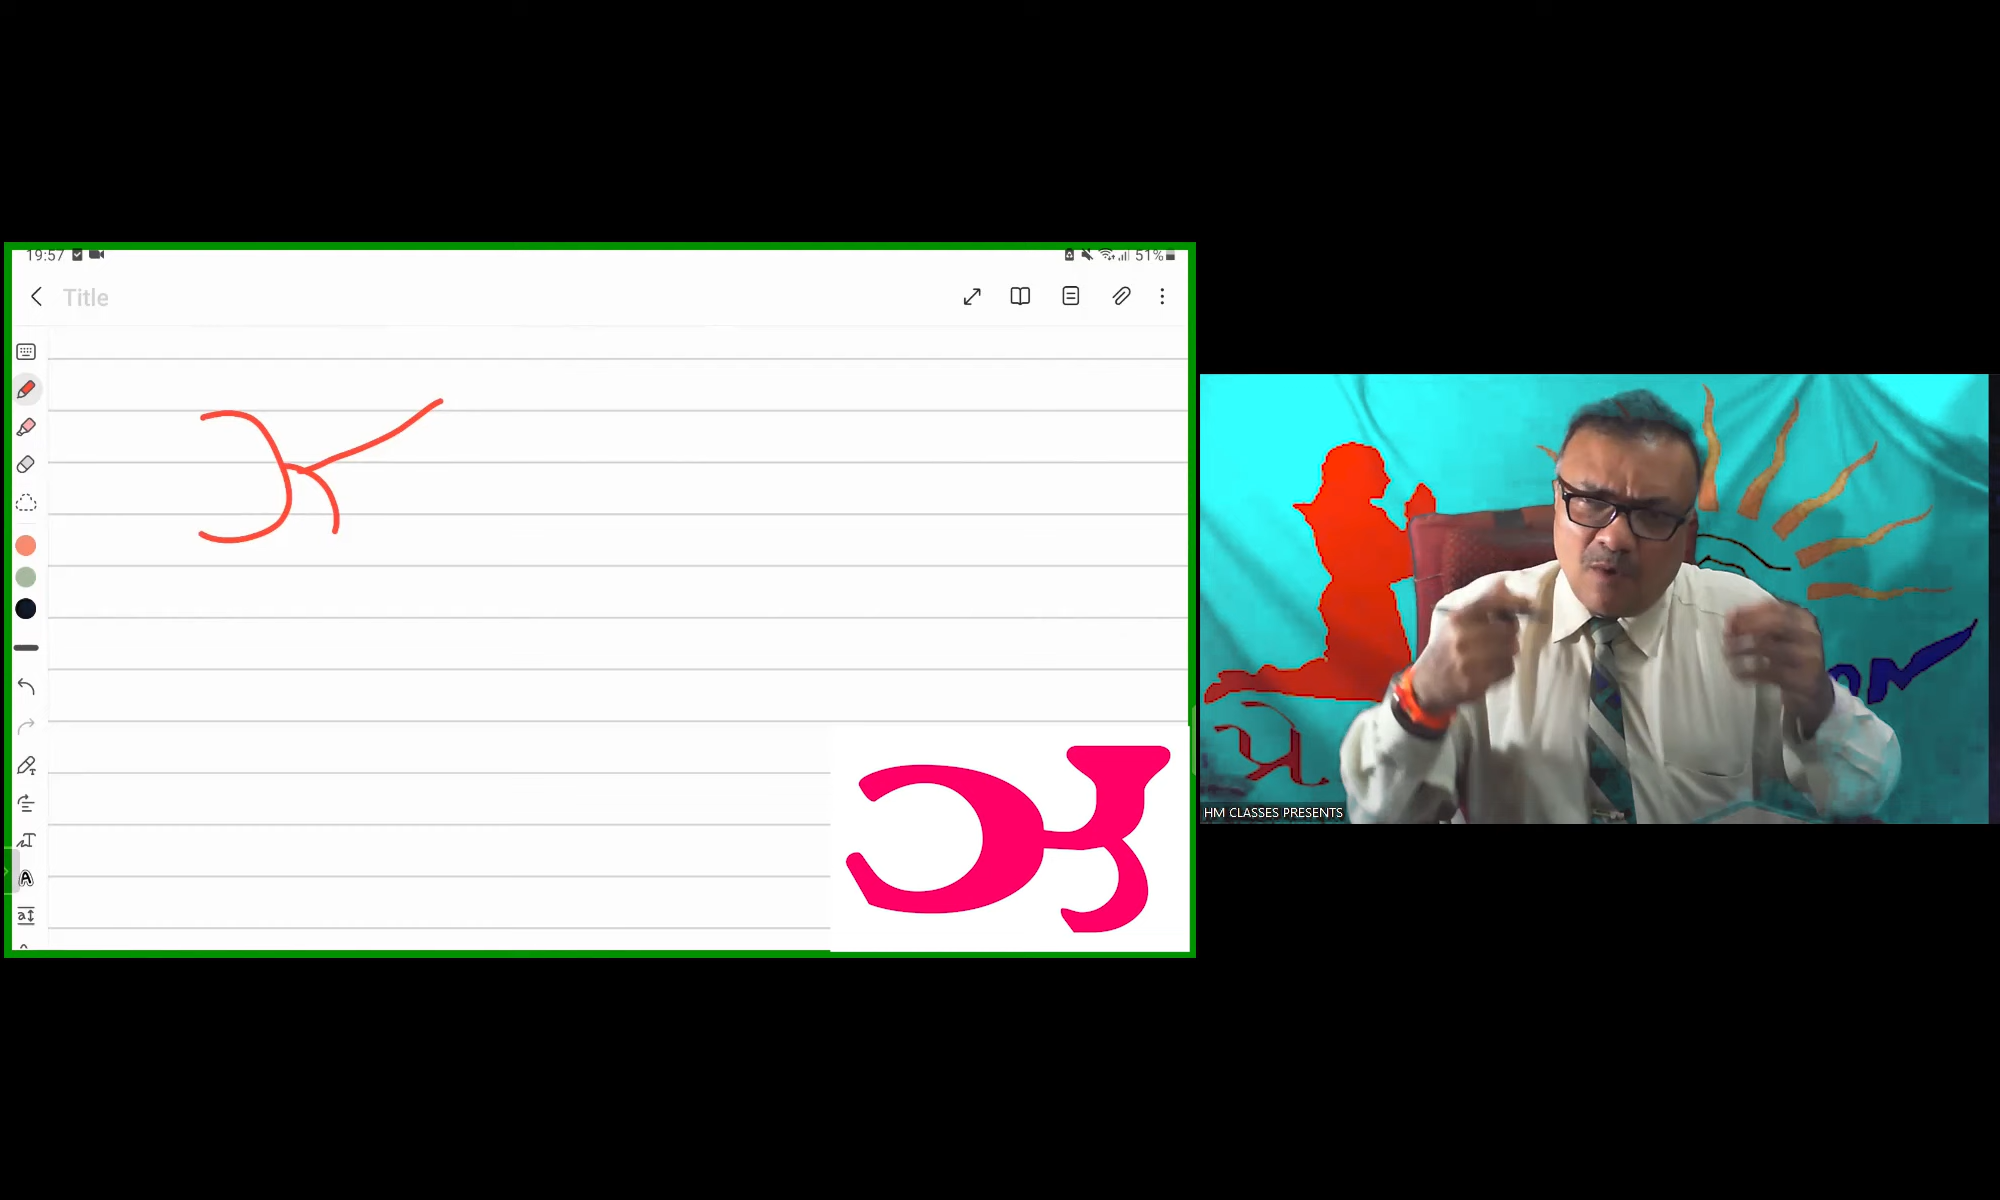 19:57 51%
Title
ઝ
ઝ
પ્ર
HM CLASSES PRESENTS